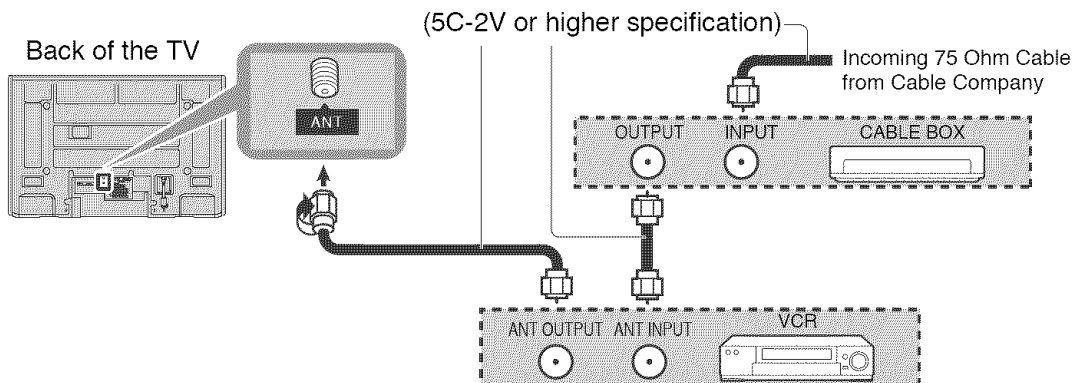 (5C-2V or higher specification)
Back of the TV
Incoming 75 Ohm Cable
from Cable Company
ANT
OUTPUT INPUT CABLE BOX
ANT OUTPUT ANT INPUT VCR